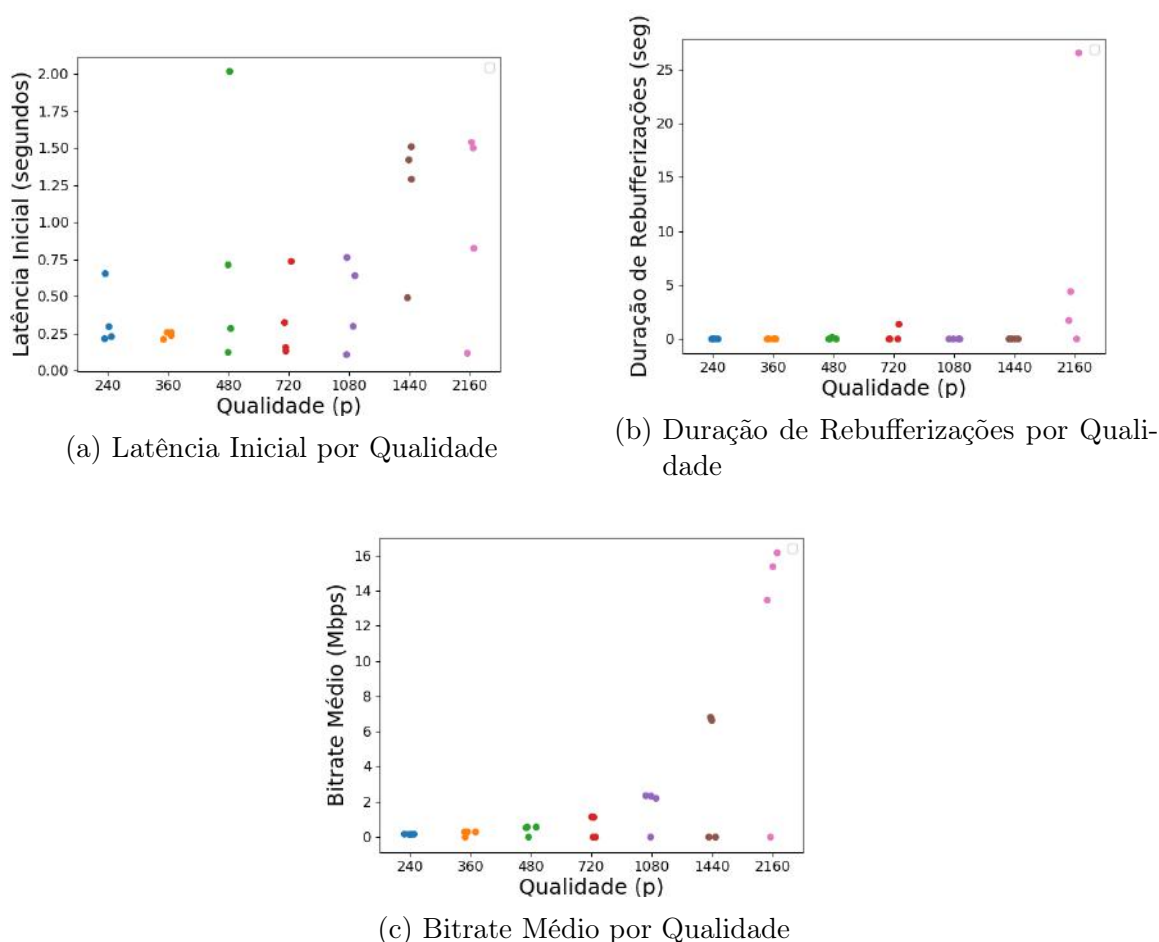 Latência Inicial (segundos)
2.00
1.75
1.50
1.25
1.00
0.75
0.50
0.25
0.00
240 360 480 720 1080 1440 2160
Qualidade (p)
(a) Latência Inicial por Qualidade
Duração de Rebufferizações (seg)
25
20
15
10
5
0
240 360 480 720 1080 1440 2160
Qualidade (p)
(b) Duração de Rebufferizações por Quali-
dade
Bitrate Médio (Mbps)
16
14
12
10
8
6
4
2
0
240 360 480 720 1080 1440 2160
Qualidade (p)
(c) Bitrate Médio por Qualidade